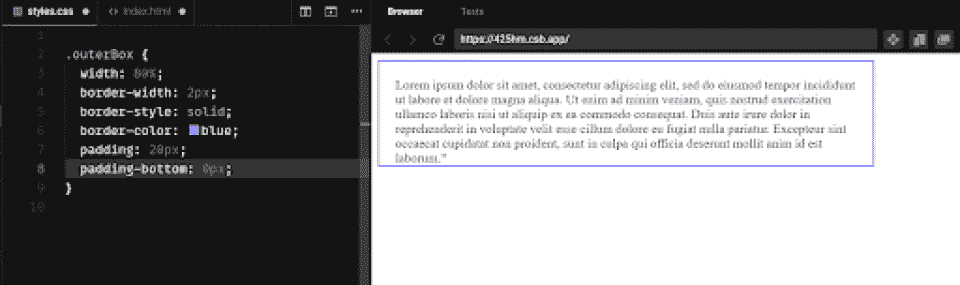 styles.css index.html
Browser Tests
https://425hm.csb.app/
1
2 .outerBox {
3 width: 80%;
4 border-width: 2px;
5 border-style: solid;
6 border-color: blue;
7 padding: 20px;
8 padding-bottom: 0px;
9 }
10
Lorem ipsum dolor sit amet, consectetur adipiscing elit, sed do eiusmod tempor incididunt
ut labore et dolore magna aliqua. Ut enim ad minim veniam, quis nostrud exercitation
ullamco laboris nisi ut aliquip ex ea commodo consequat. Duis aute irure dolor in
reprehenderit in voluptate velit esse cillum dolore eu fugiat nulla pariatur. Excepteur sint
occaecat cupidatat non proident, sunt in culpa qui officia deserunt mollit anim id est
laborum."